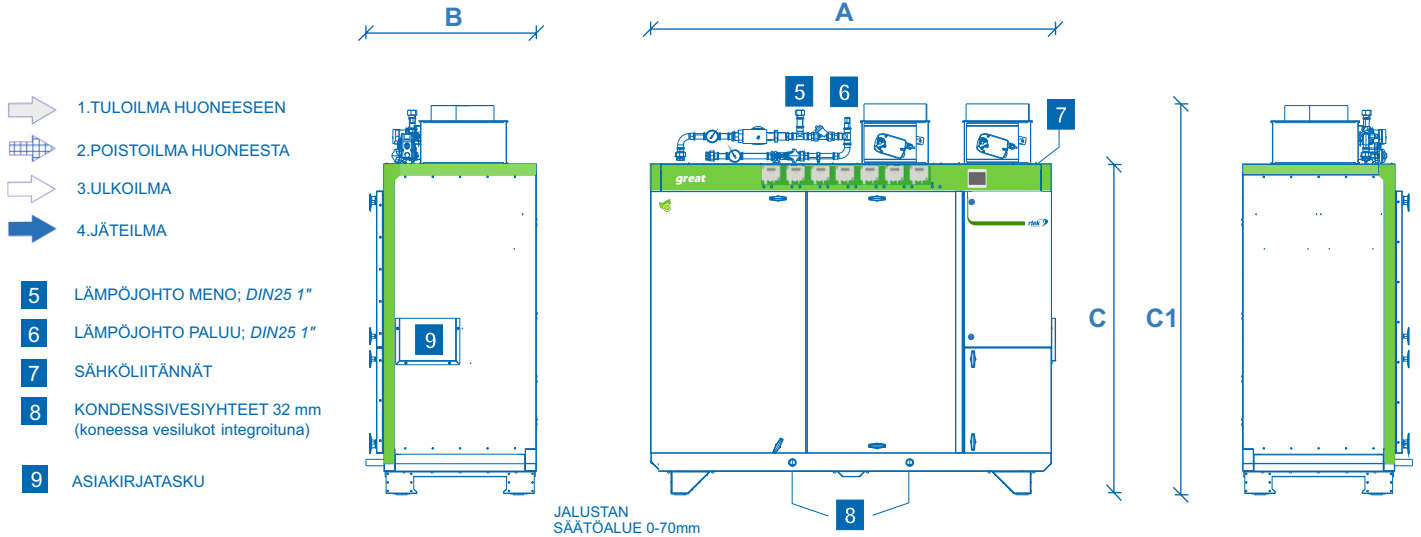 B
A
1.TULOILMA HUONEESEEN
2.POISTOILMA HUONEESTA
3.ULKOILMA
4.JÄTEILMA
5 LÄMPÖJOHTO MENO; DIN25 1"
6 LÄMPÖJOHTO PALUU; DIN25 1"
7 SÄHKÖLIITÄNNÄT
8 KONDENSSIVESIYHTEET 32 mm
(koneessa vesilukot integroituna)
9 ASIAKIRJATASKU
9
5
6
7
great
rlek
C
C1
8
JALUSTAN
SÄÄTÖALUE 0-70mm